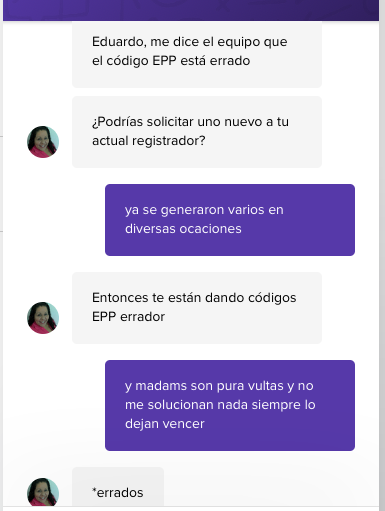 Eduardo, me dice el equipo que
el código EPP está errado
¿Podrías solicitar uno nuevo a tu
actual registrador?
ya se generaron varios en
diversas ocaciones
Entonces te están dando códigos
EPP errador
y madams son pura vultas y no
me solucionan nada siempre lo
dejan vencer
*errados